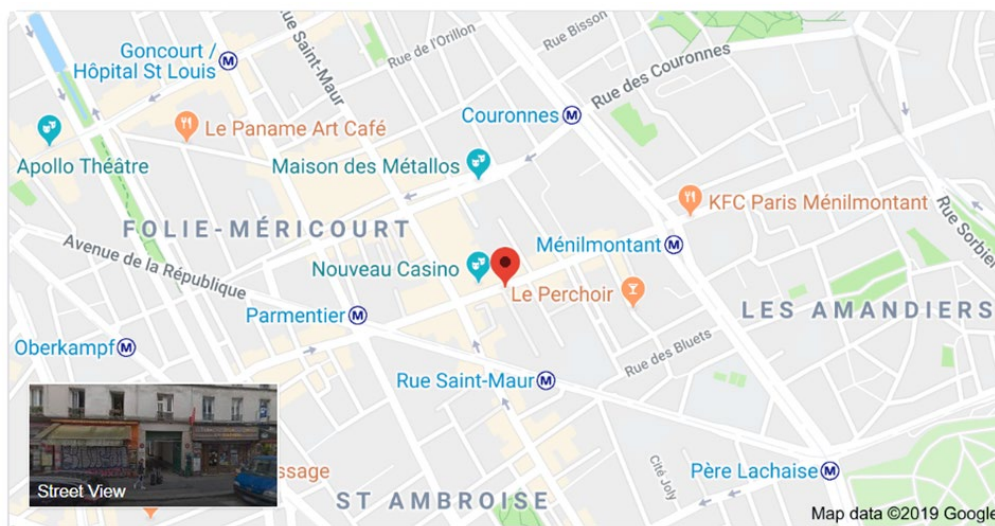 Goncourt /
Hôpital St Louis
Rue Saint-Maur
Rue de l'Orillon
Rue Bisson
Rue des Couronnes
Couronnes
Le Paname Art Café
Apollo Théâtre
Maison des Métallos
KFC Paris Ménilmontant
Rue Sorbier
FOLIE-MÉRICOURT
Ménilmontant
Avenue de la République
Nouveau Casino
Le Perchoir
LES AMANDIERS
Parmentier
Oberkampf
Rue des Bluets
Rue Saint-Maur
ssage
Cité Joly
Père Lachaise
Street View
ST AMBROISE
Map data ©2019 Google